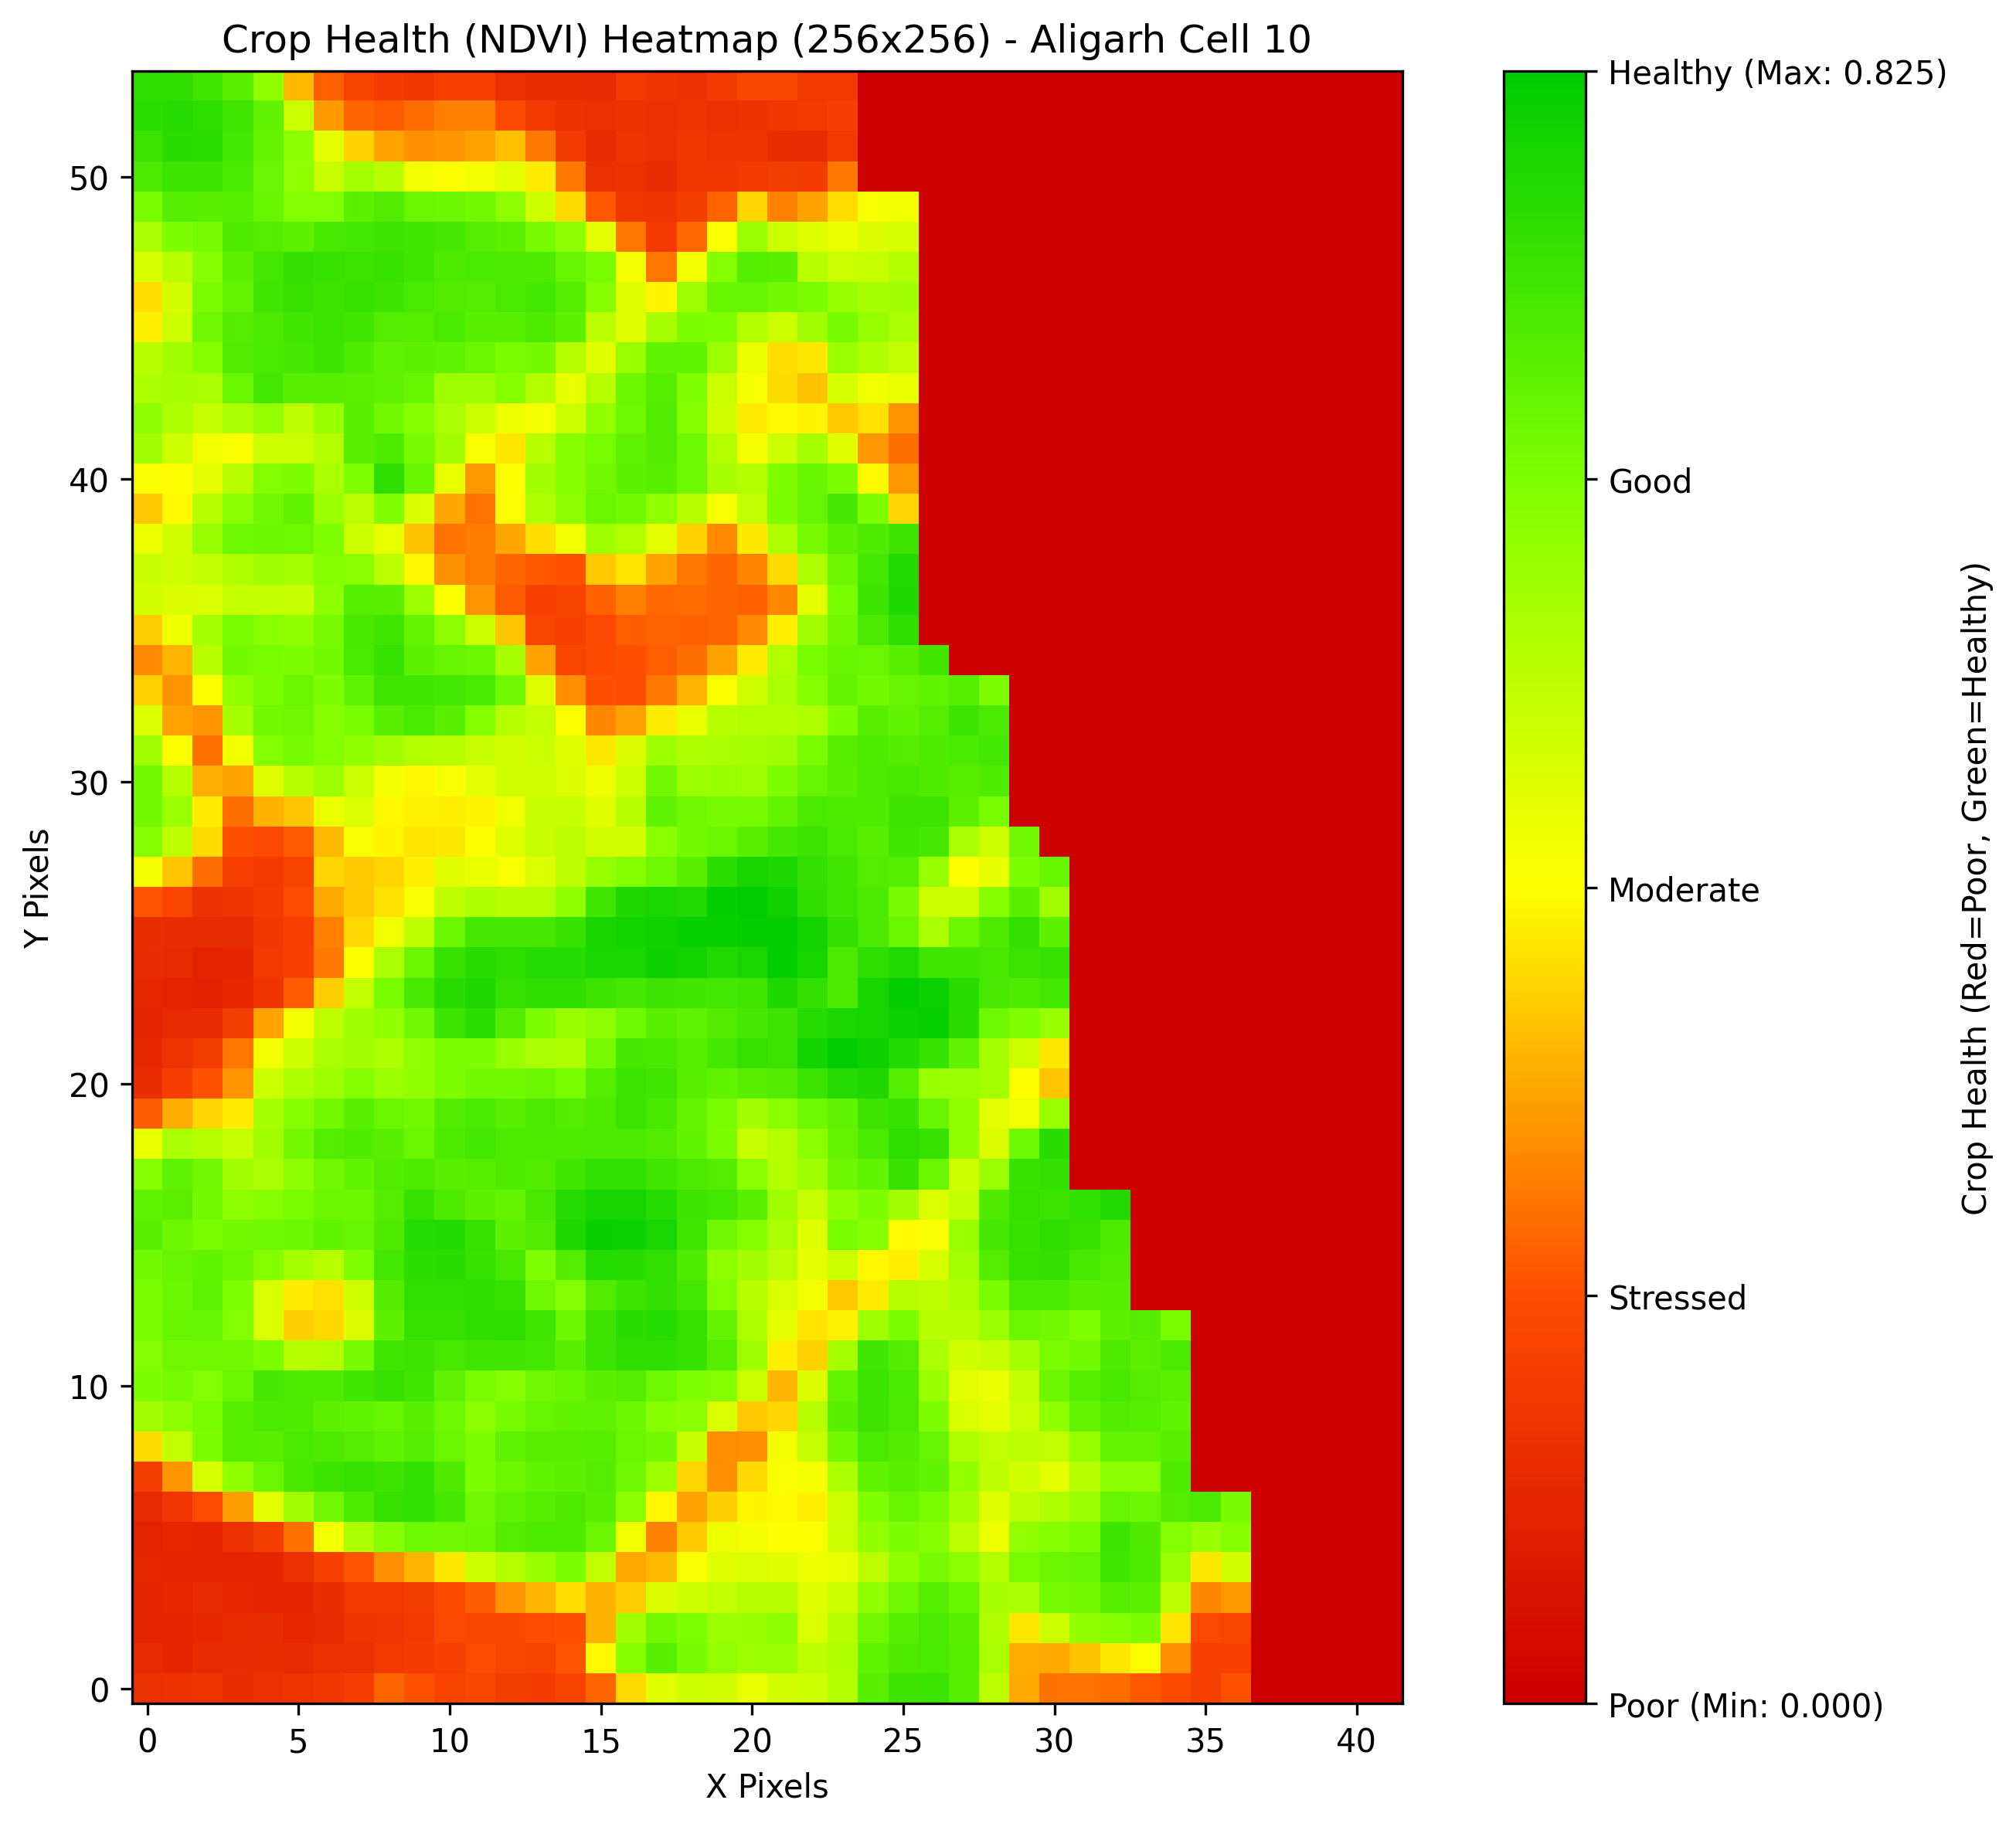 Crop Health (NDVI) Heatmap (256x256) - Aligarh Cell 10
Healthy (Max: 0.825)
Good
Moderate
Stressed
Poor (Min: 0.000)
Crop Health (Red=Poor, Green=Healthy)
Y Pixels
50
40
30
20
10
0
0 5 10 15 20 25 30 35 40
X Pixels